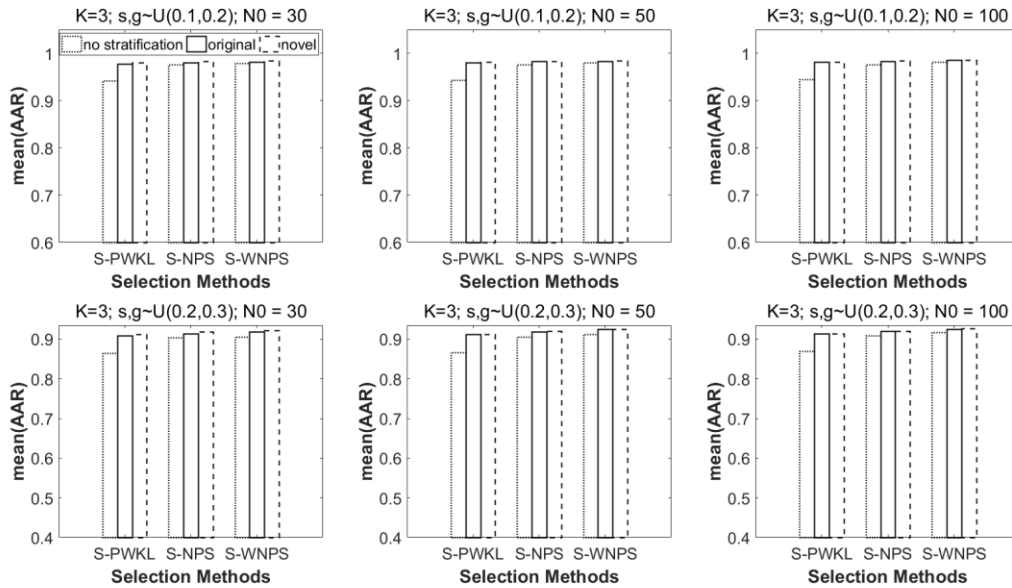 K=3; s,g~U(0.1,0.2); N0 = 30
no stratification original novel
1
0.9
0.8
0.7
0.6
mean(AAR)
S-PWKL S-NPS S-WNPS
Selection Methods
K=3; s,g~U(0.1,0.2); N0 = 50
1
0.9
0.8
0.7
0.6
mean(AAR)
S-PWKL S-NPS S-WNPS
Selection Methods
K=3; s,g~U(0.1,0.2); N0 = 100
1
0.9
0.8
0.7
0.6
mean(AAR)
S-PWKL S-NPS S-WNPS
Selection Methods
K=3; s,g~U(0.2,0.3); N0 = 30
0.9
0.8
0.7
0.6
0.5
0.4
mean(AAR)
S-PWKL S-NPS S-WNPS
Selection Methods
K=3; s,g~U(0.2,0.3); N0 = 50
0.9
0.8
0.7
0.6
0.5
0.4
mean(AAR)
S-PWKL S-NPS S-WNPS
Selection Methods
K=3; s,g~U(0.2,0.3); N0 = 100
0.9
0.8
0.7
0.6
0.5
0.4
mean(AAR)
S-PWKL S-NPS S-WNPS
Selection Methods